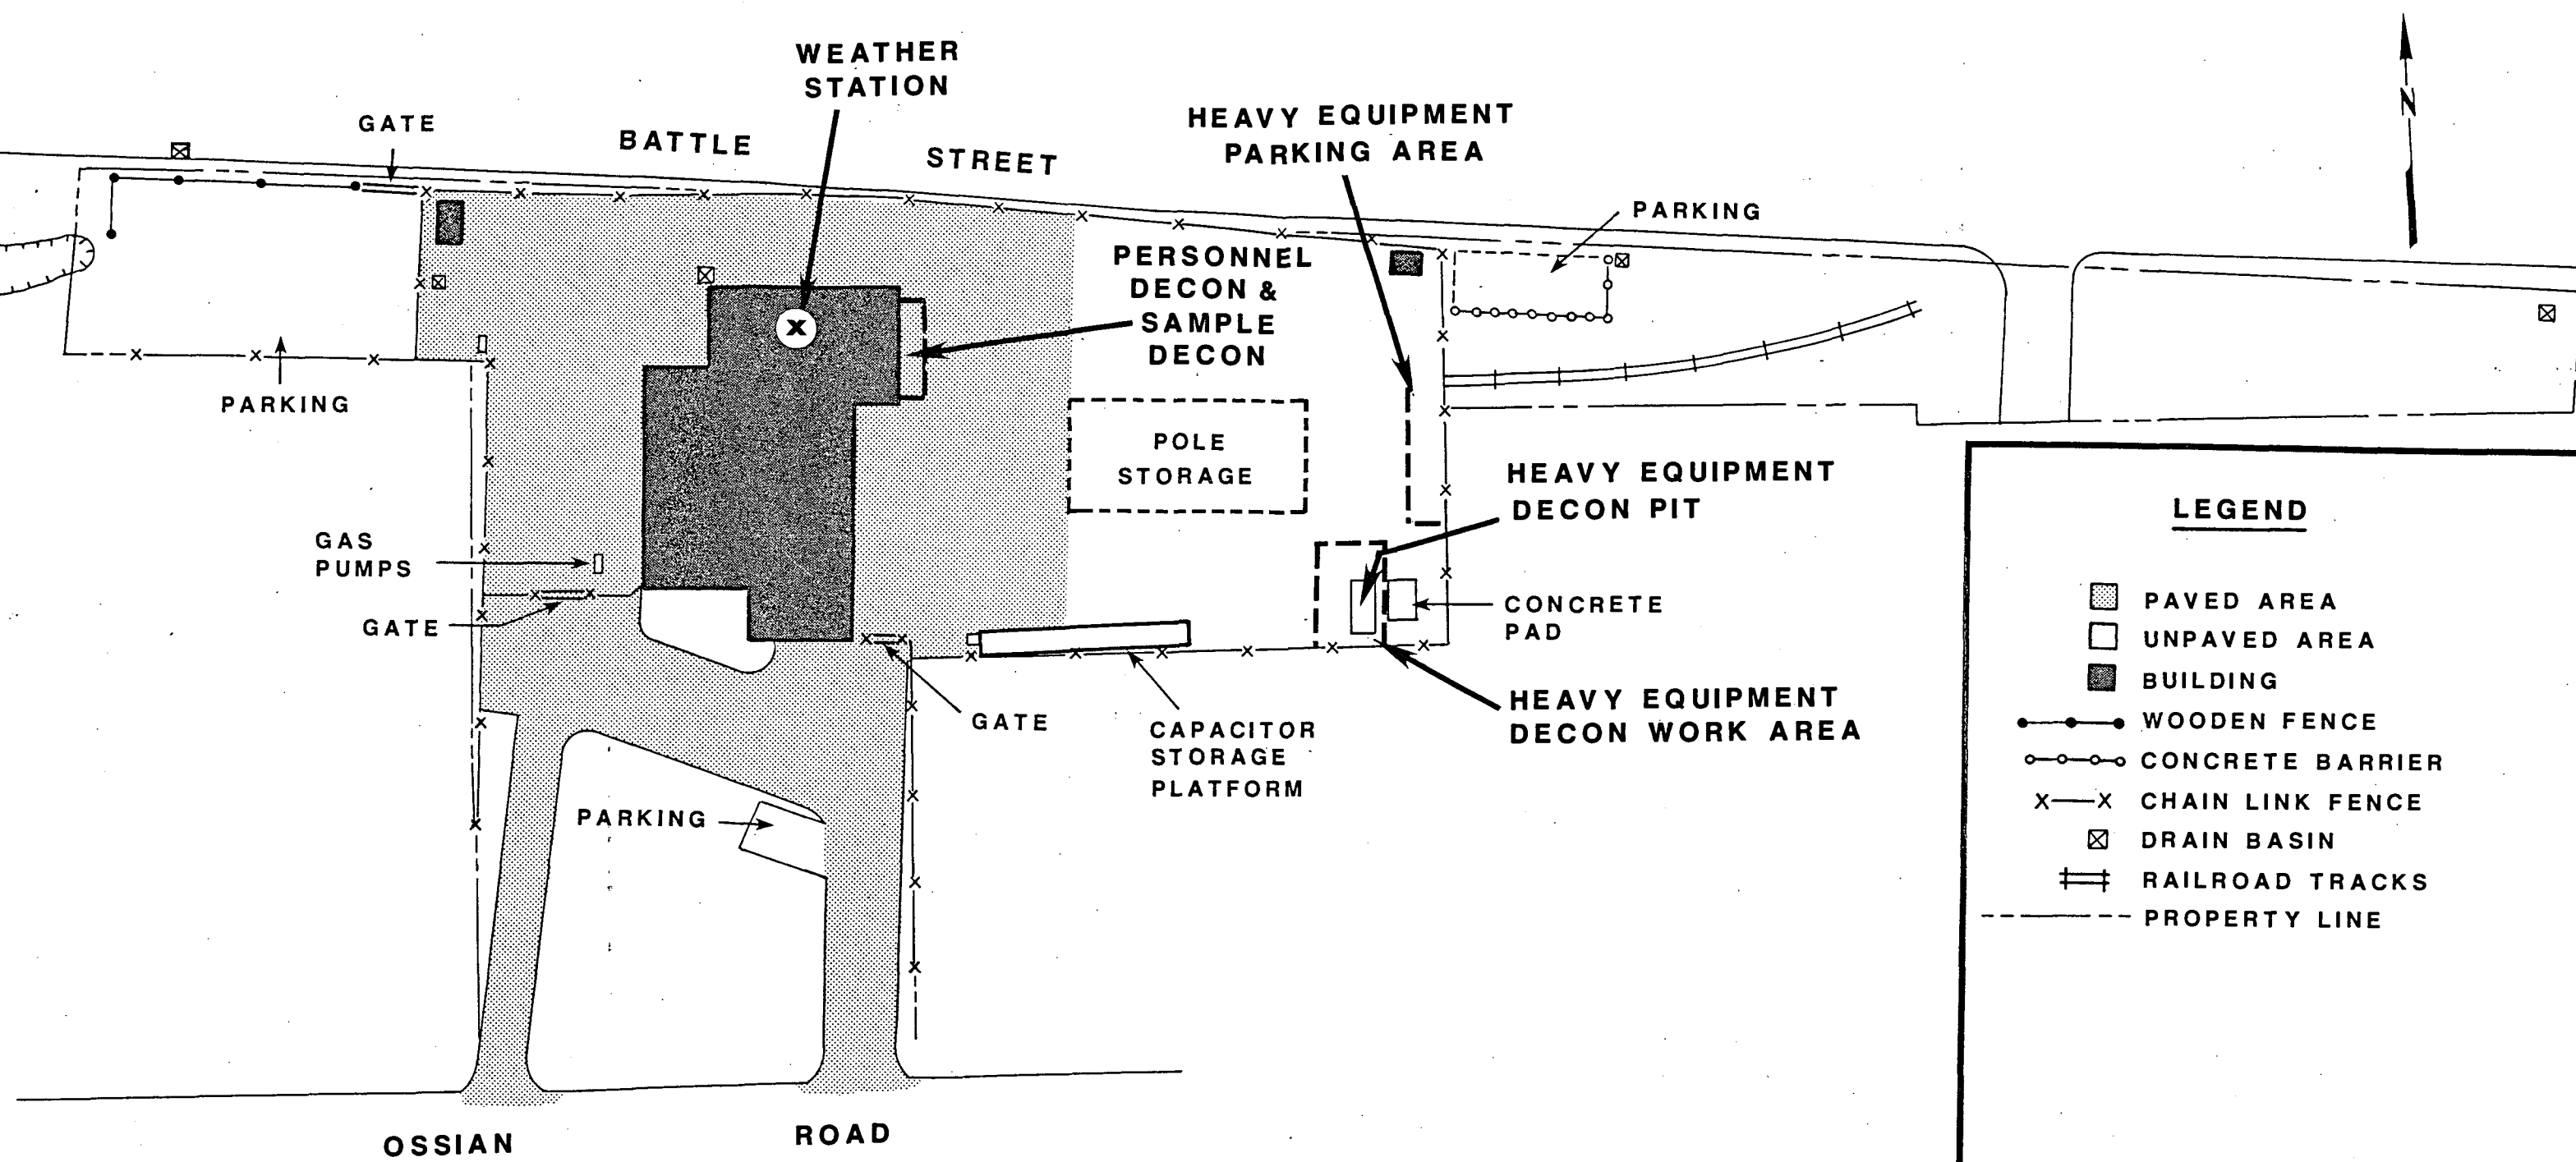 WEATHER
STATION
GATE
BATTLE STREET
HEAVY EQUIPMENT
PARKING AREA
N
PARKING
PERSONNEL
DECON &
SAMPLE
DECON
X
PARKING
POLE
STORAGE
HEAVY EQUIPMENT
DECON PIT
GAS
PUMPS
GATE
CONCRETE
PAD
GATE
CAPACITOR
STORAGE
PLATFORM
HEAVY EQUIPMENT
DECON WORK AREA
PARKING
OSSIAN ROAD
LEGEND
PAVED AREA
UNPAVED AREA
BUILDING
WOODEN FENCE
CONCRETE BARRIER
X—X CHAIN LINK FENCE
DRAIN BASIN
RAILROAD TRACKS
PROPERTY LINE